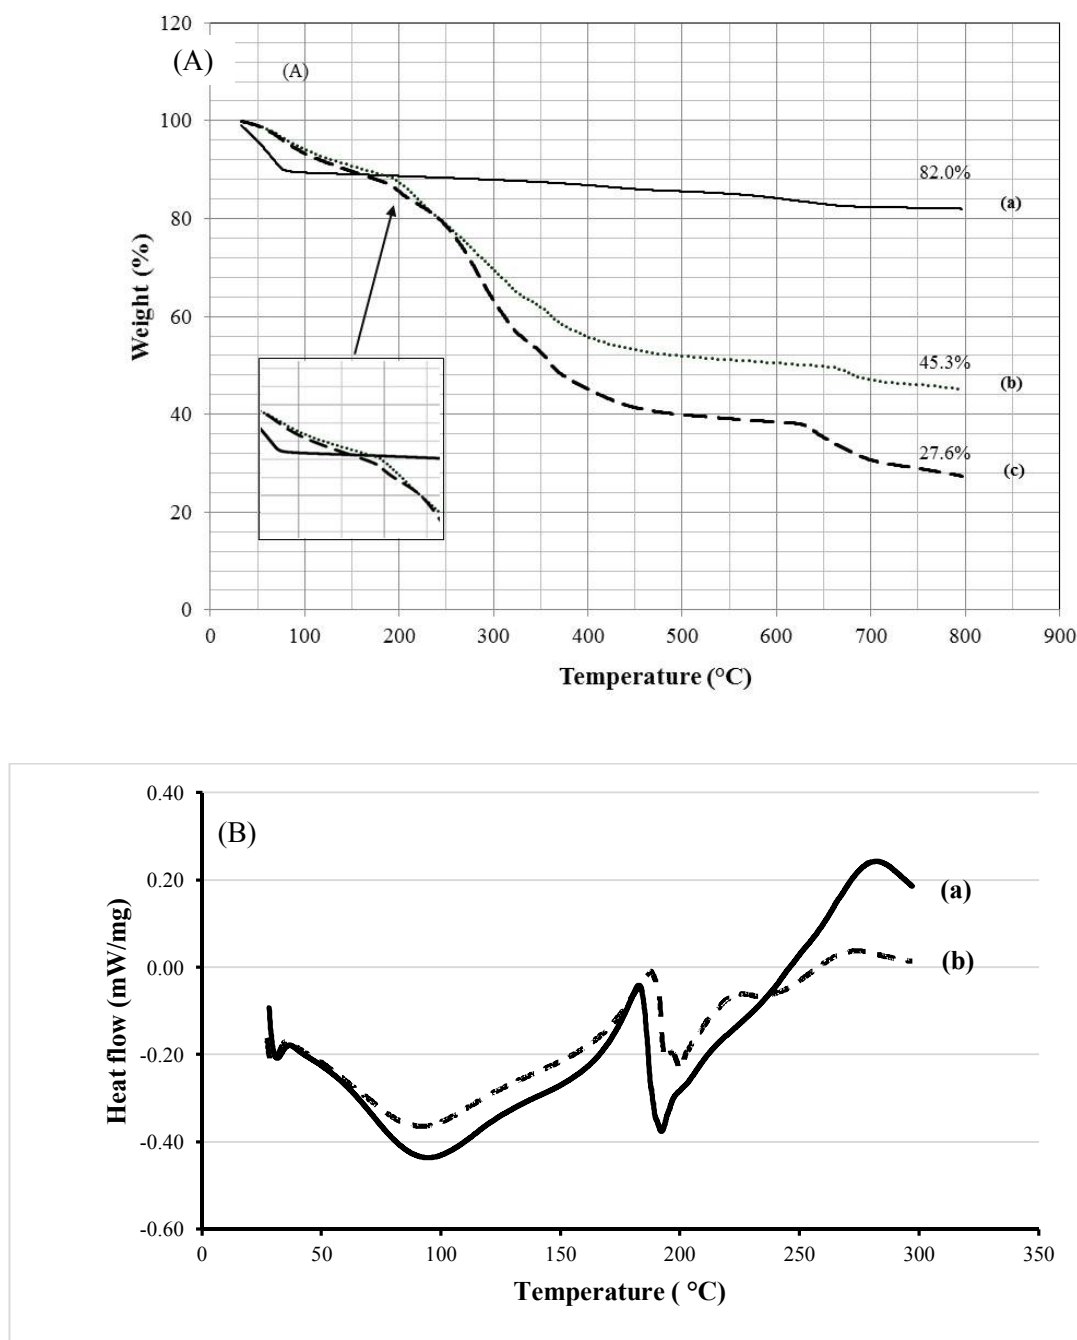 120
(A)
(A)
100
82.0%
(a)
80
Weight (%)
60
45.3%
(b)
40
27.6%
(c)
20
0
0 100 200 300 400 500 600 700 800 900
Temperature (°C)
0.40
(B)
0.20
(a)
0.00
(b)
Heat flow (mW/mg)
-0.20
-0.40
-0.60
0 50 100 150 200 250 300 350
Temperature ( °C)